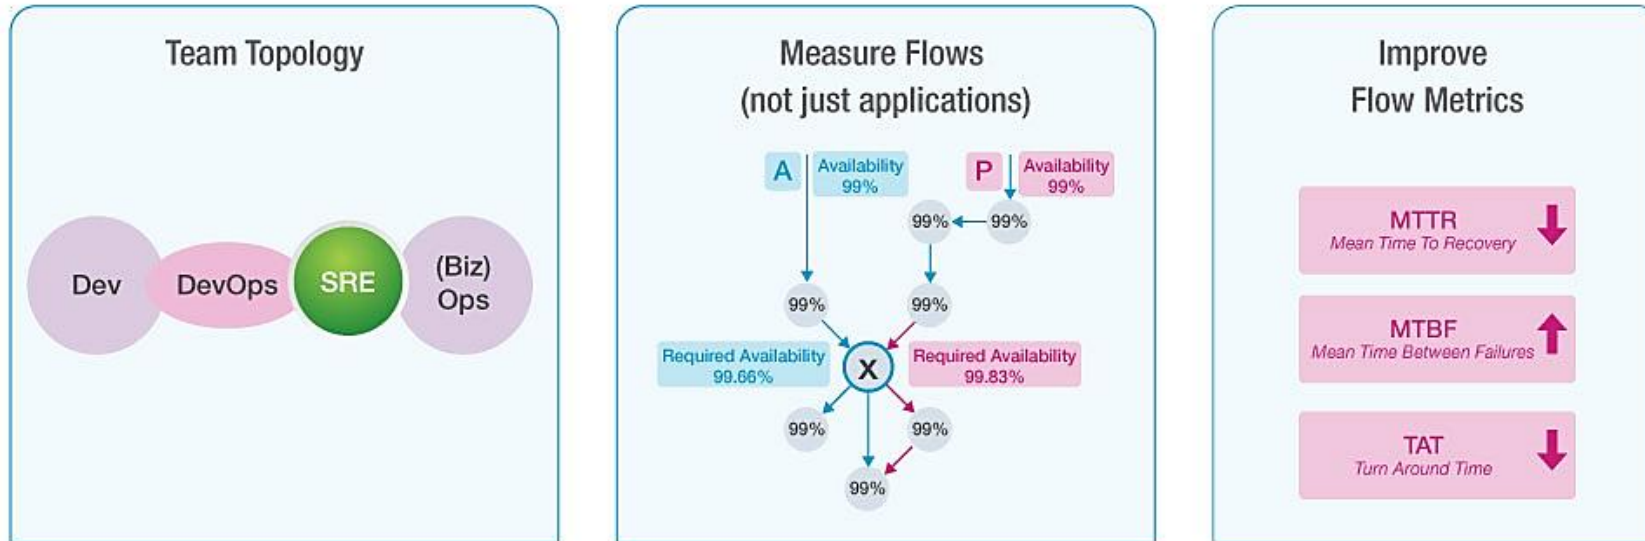 Team Topology
Dev
DevOps
SRE
(Biz)
Ops
Measure Flows
(not just applications)
A
Availability
99%
P
Availability
99%
99%
99%
99%
99%
Required Availability
99.66%
X
Required Availability
99.83%
99%
99%
99%
Improve
Flow Metrics
MTTR
Mean Time To Recovery
MTBF
Mean Time Between Failures
TAT
Turn Around Time